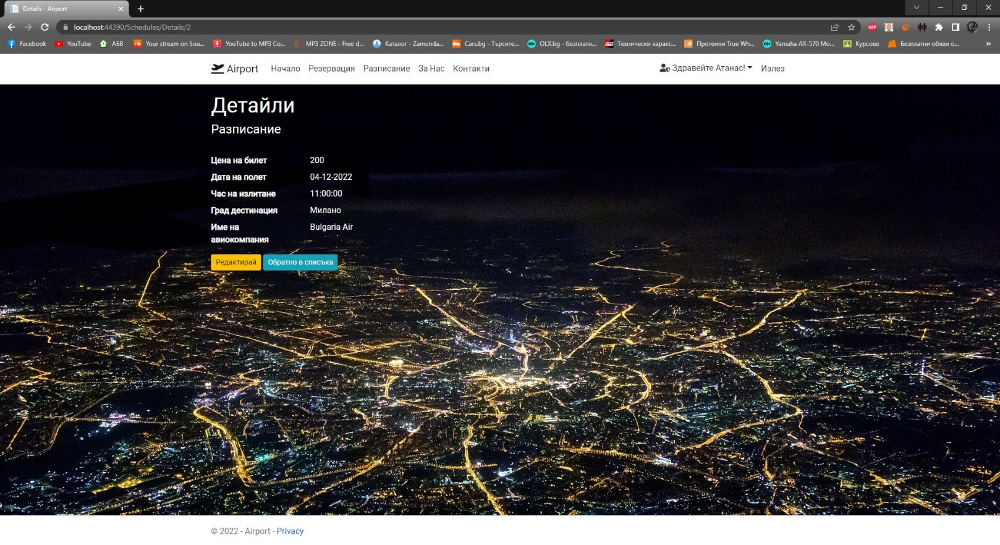 Details - Airport
localhost:44390/Schedules/Details/2
ABP
Facebook YouTube АБВ Your stream on Sou... YouTube to MP3 Co... MP3 ZONE - Free d... Каталог - Zamunda... Cars.bg - Търсите... OLX.bg - безплатн... Технически характ... Протеини True Wh... Yamaha AX-570 Mo... Курсове Безплатни обяви о... »
Airport Начало Резервация Разписание За Нас Контакти Здравейте Атанас! Излез
Детайли
Разписание
Цена на билет 200
Дата на полет 04-12-2022
Час на излитане 11:00:00
Град дестинация Милано
Име на авиокомпания Bulgaria Air
Редактирай Обратно в списъка
© 2022 - Airport - Privacy